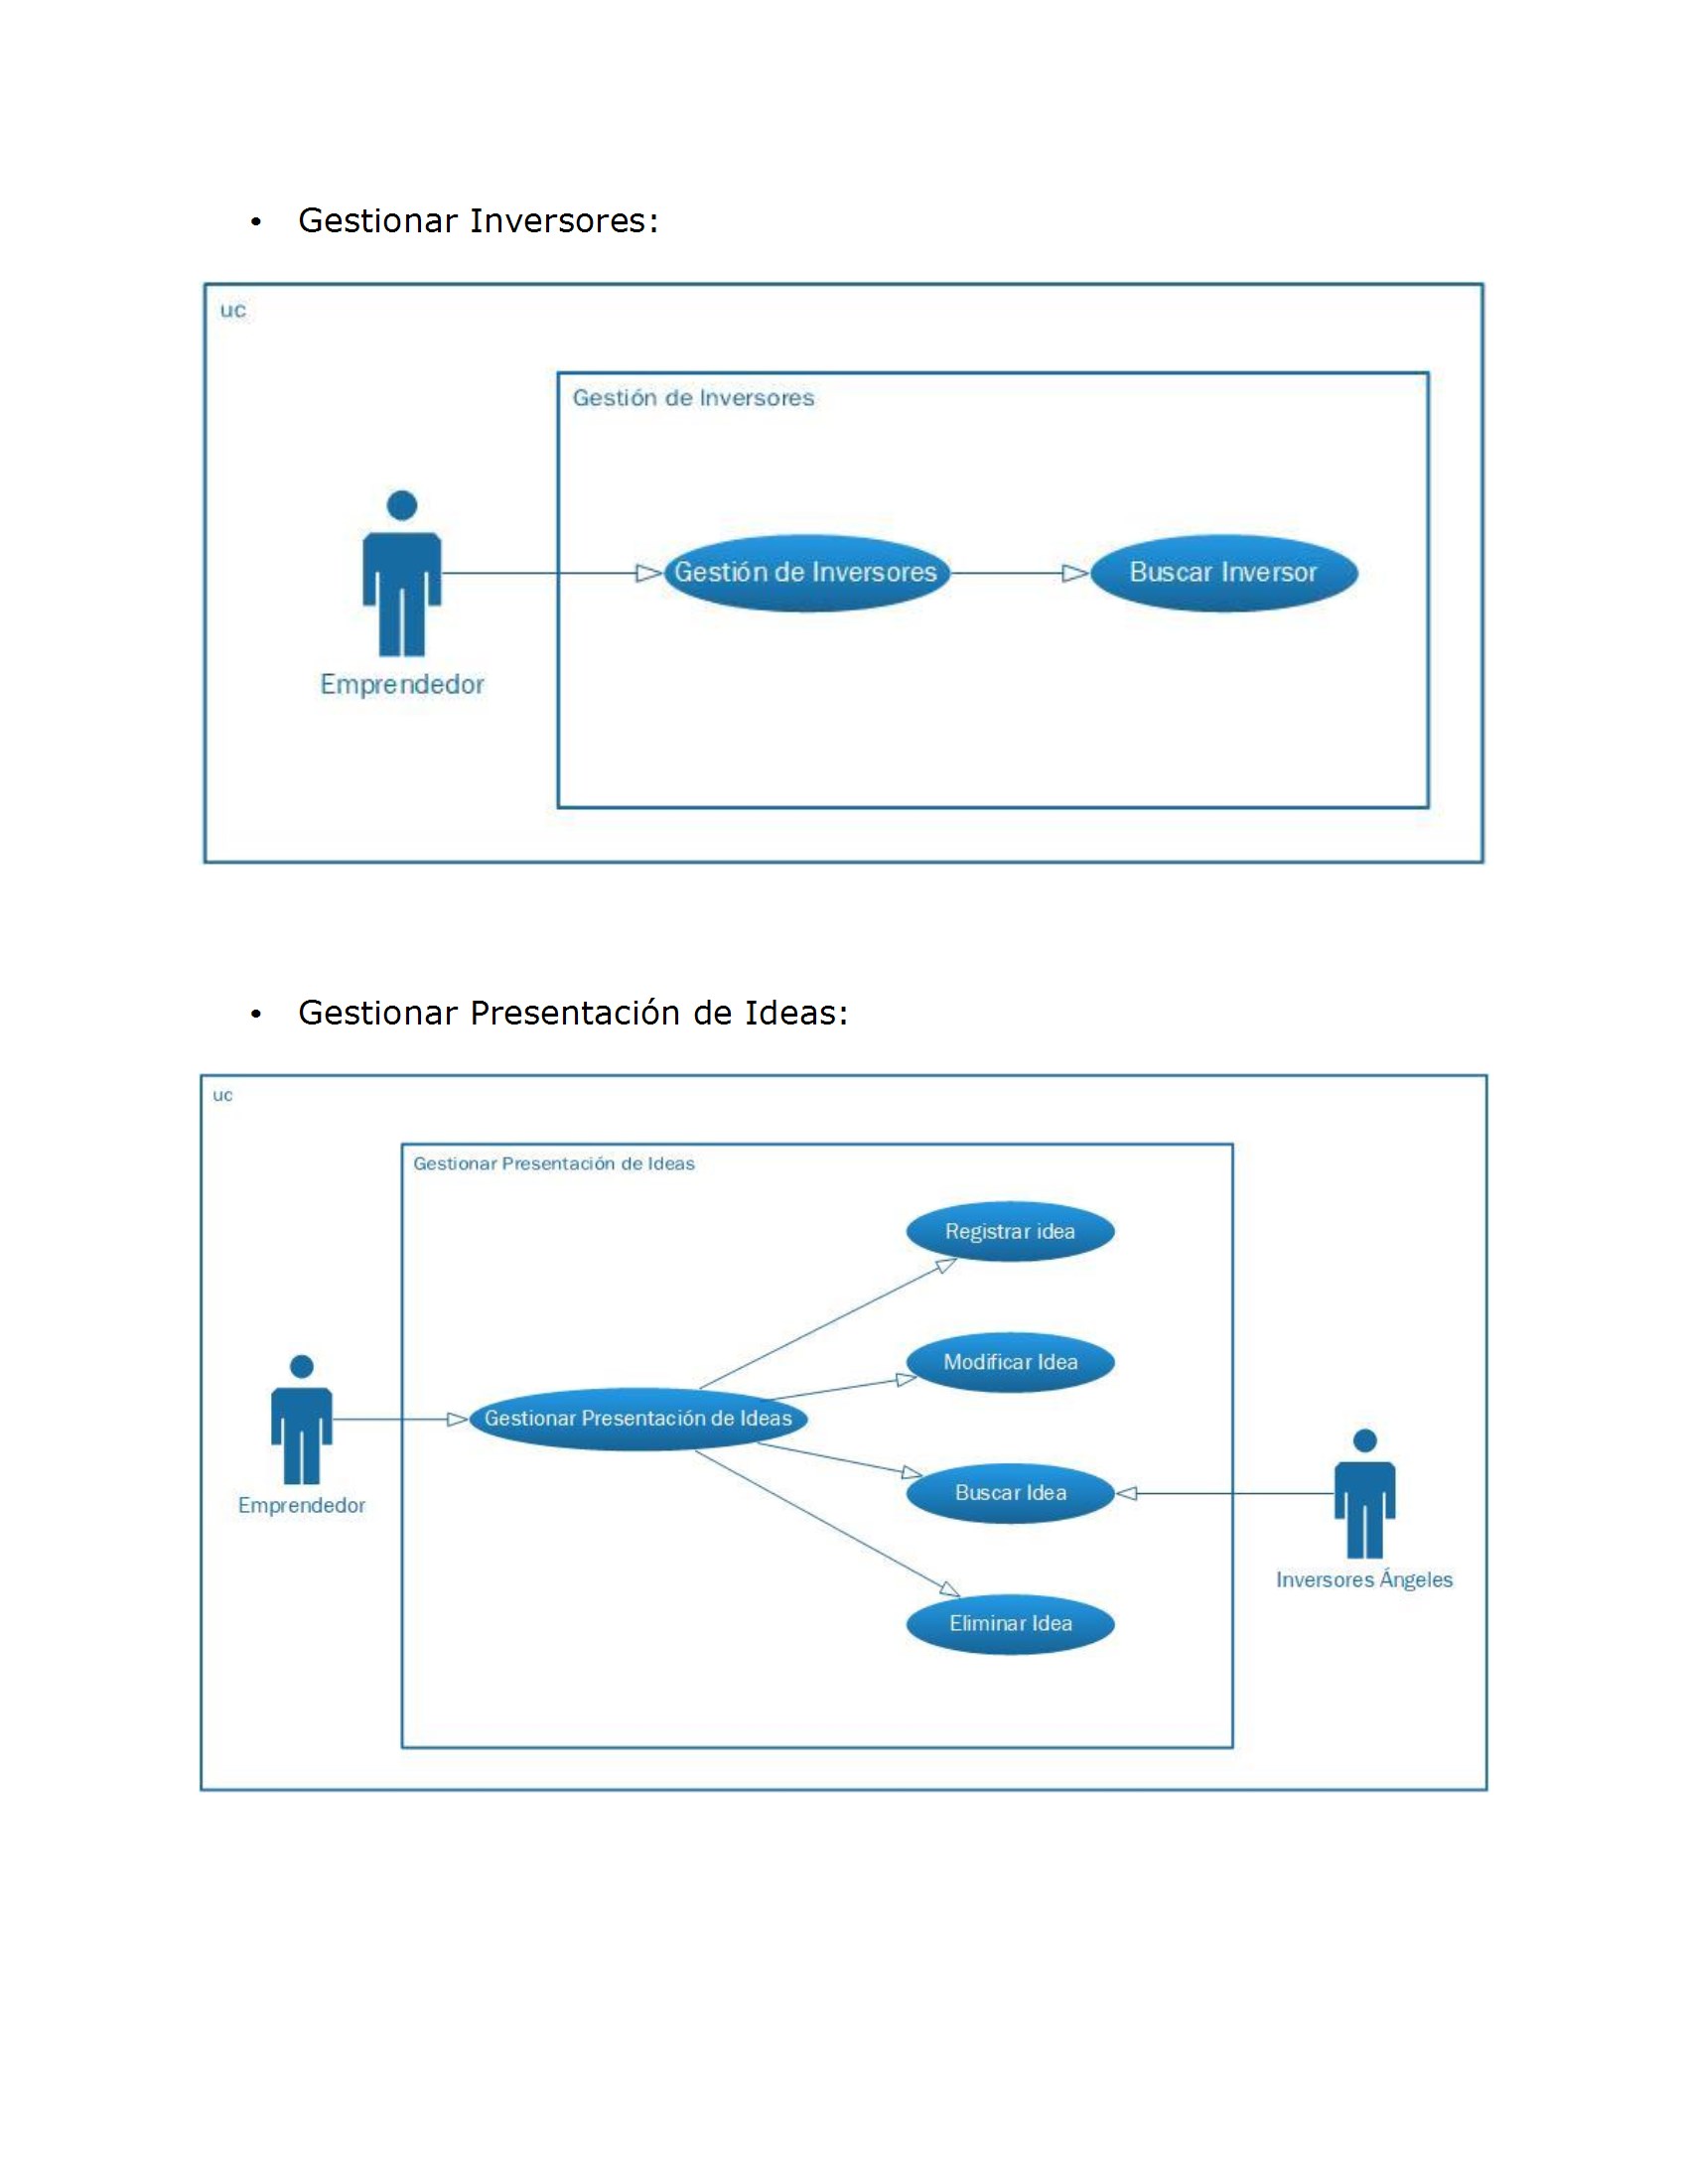 • Gestionar Inversores:
uc
Gestión de Inversores
Gestión de Inversores
Buscar Inversor
Emprendedor
• Gestionar Presentación de Ideas:
uc
Gestionar Presentación de Ideas
Registrar idea
Modificar Idea
Gestionar Presentación de Ideas
Buscar Idea
Emprendedor
Inversores Ángeles
Eliminar Idea